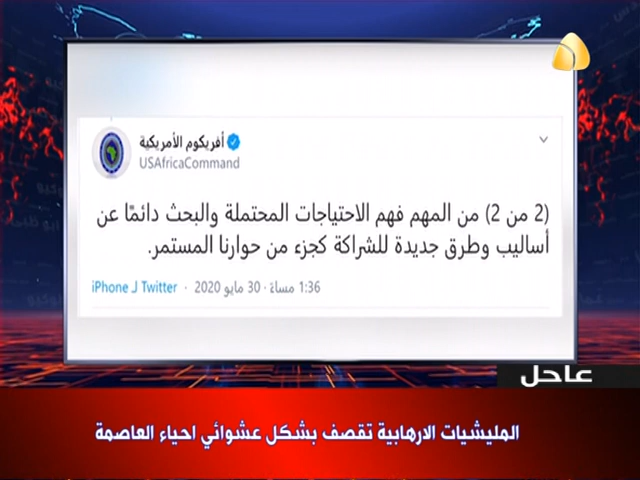 أفريكوم الأمريكية
USAfricaCommand
(2 من 2) من المهم فهم الاحتياجات المحتملة والبحث دائمًا عن
أساليب وطرق جديدة للشراكة كجزء من حوارنا المستمر.
1:36 مساءً · 30 مايو 2020 · Twitter لـ iPhone
عاجل
المليشيات الارهابية تقصف بشكل عشوائي احياء العاصمة